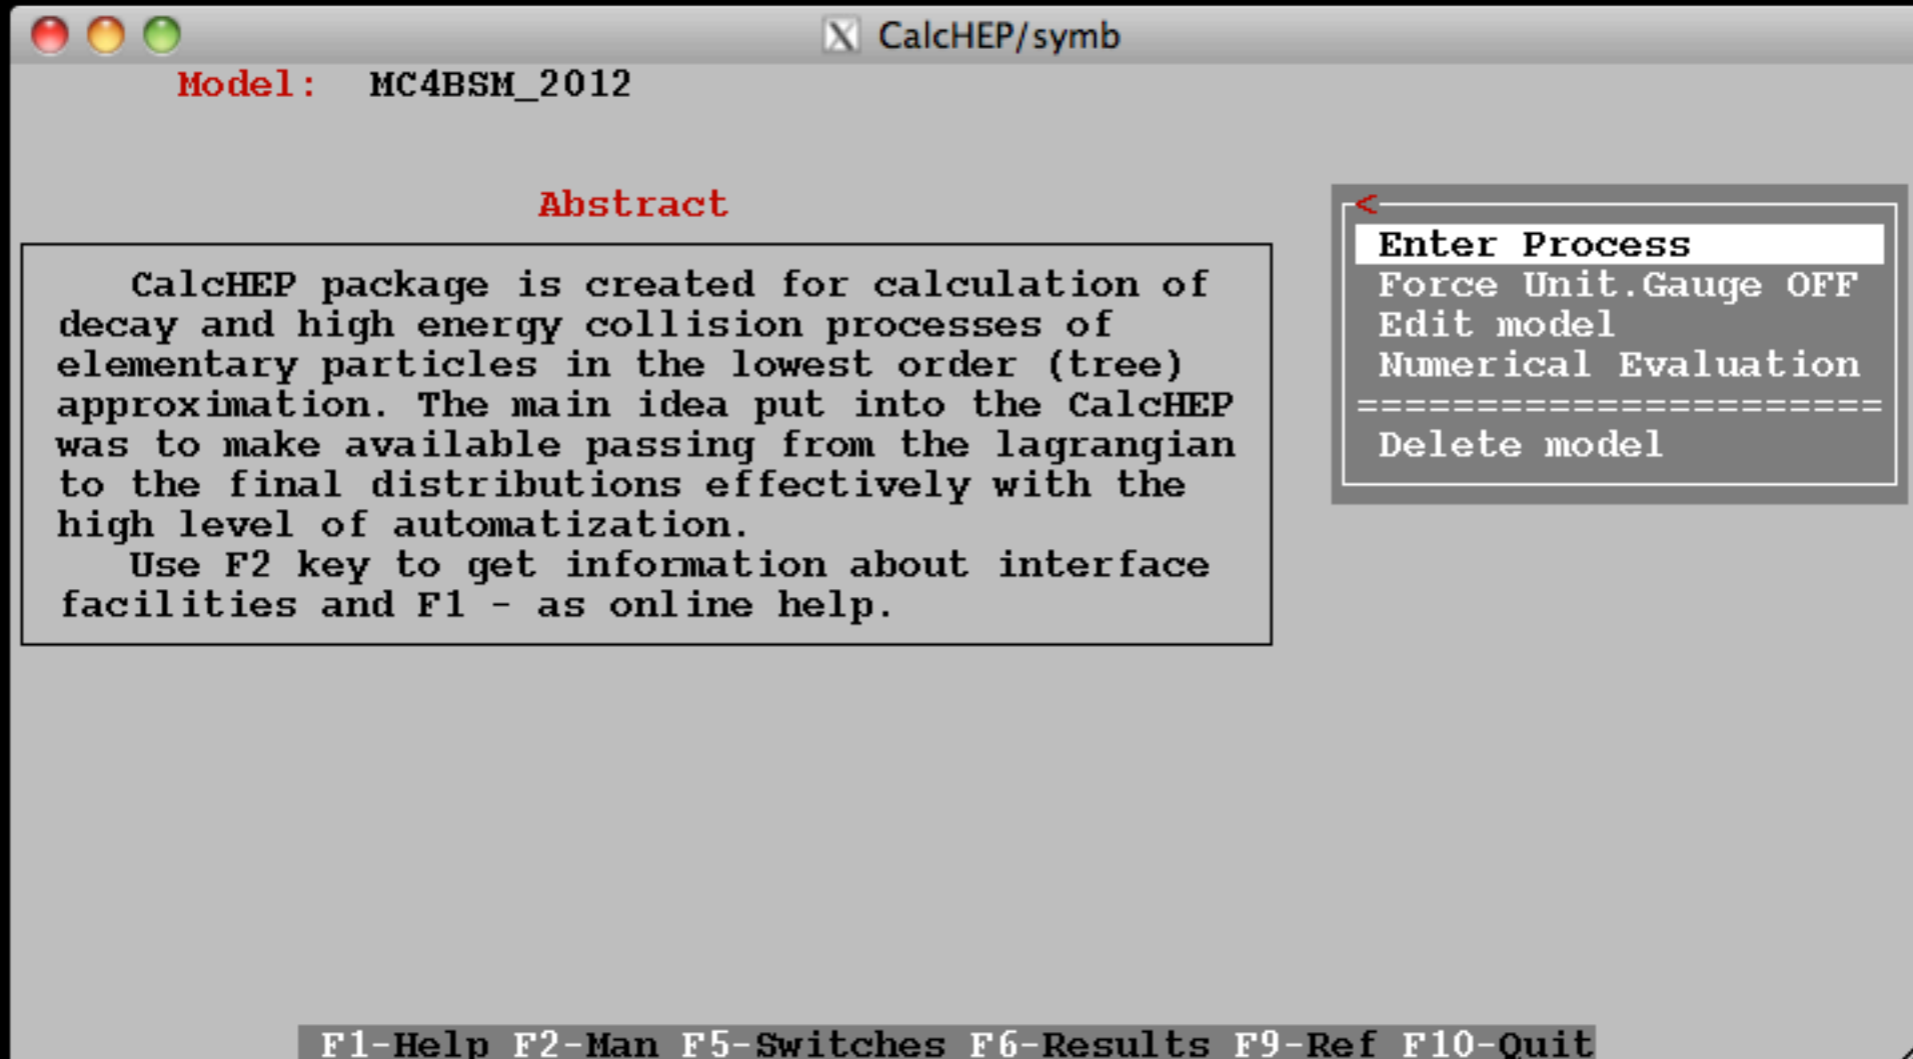 CalcHEP/symb
Model: MC4BSM_2012
Abstract
CalcHEP package is created for calculation of
decay and high energy collision processes of
elementary particles in the lowest order (tree)
approximation. The main idea put into the CalcHEP
was to make available passing from the lagrangian
to the final distributions effectively with the
high level of automatization.
Use F2 key to get information about interface
facilities and F1 - as online help.
<
Enter Process
Force Unit.Gauge OFF
Edit model
Numerical Evaluation
======================
Delete model
F1-Help F2-Man F5-Switches F6-Results F9-Ref F10-Quit